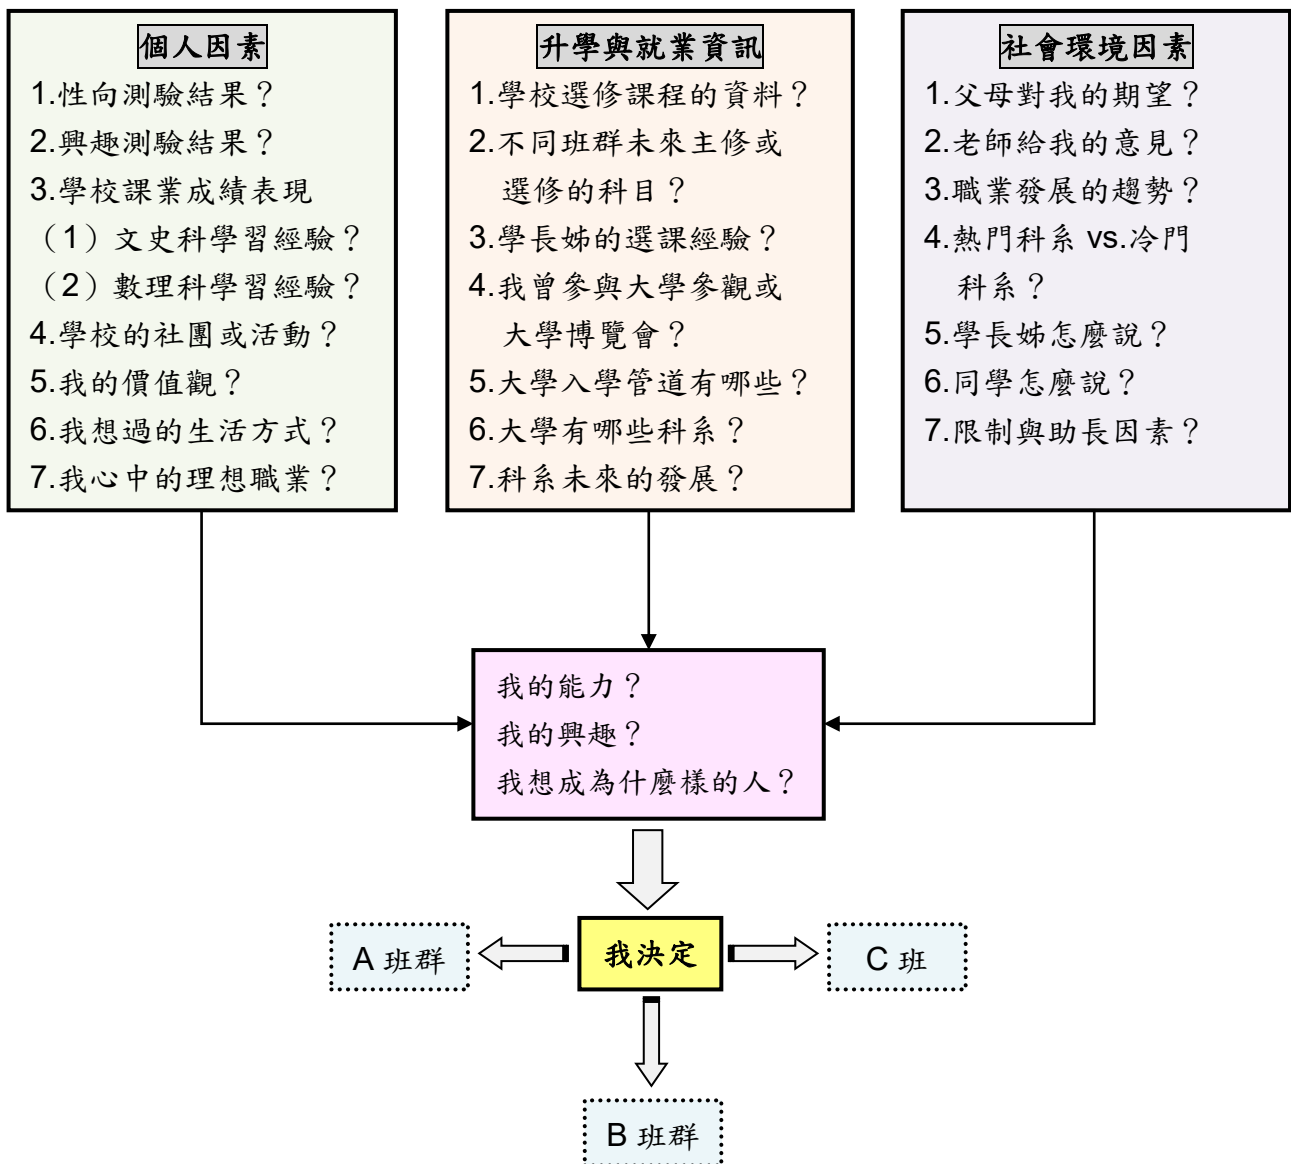 個人因素
1.性向測驗結果？
2.興趣測驗結果？
3.學校課業成績表現
（1）文史科學習經驗？
（2）數理科學習經驗？
4.學校的社團或活動？
5.我的價值觀？
6.我想過的生活方式？
7.我心中的理想職業？
升學與就業資訊
1.學校選修課程的資料？
2.不同班群未來主修或
選修的科目？
3.學長姊的選課經驗？
4.我曾參與大學參觀或
大學博覽會？
5.大學入學管道有哪些？
6.大學有哪些科系？
7.科系未來的發展？
社會環境因素
1.父母對我的期望？
2.老師給我的意見？
3.職業發展的趨勢？
4.熱門科系 vs.冷門
科系？
5.學長姊怎麼說？
6.同學怎麼說？
7.限制與助長因素？
我的能力？
我的興趣？
我想成為什麼樣的人？
我決定
A 班群
C 班
B 班群